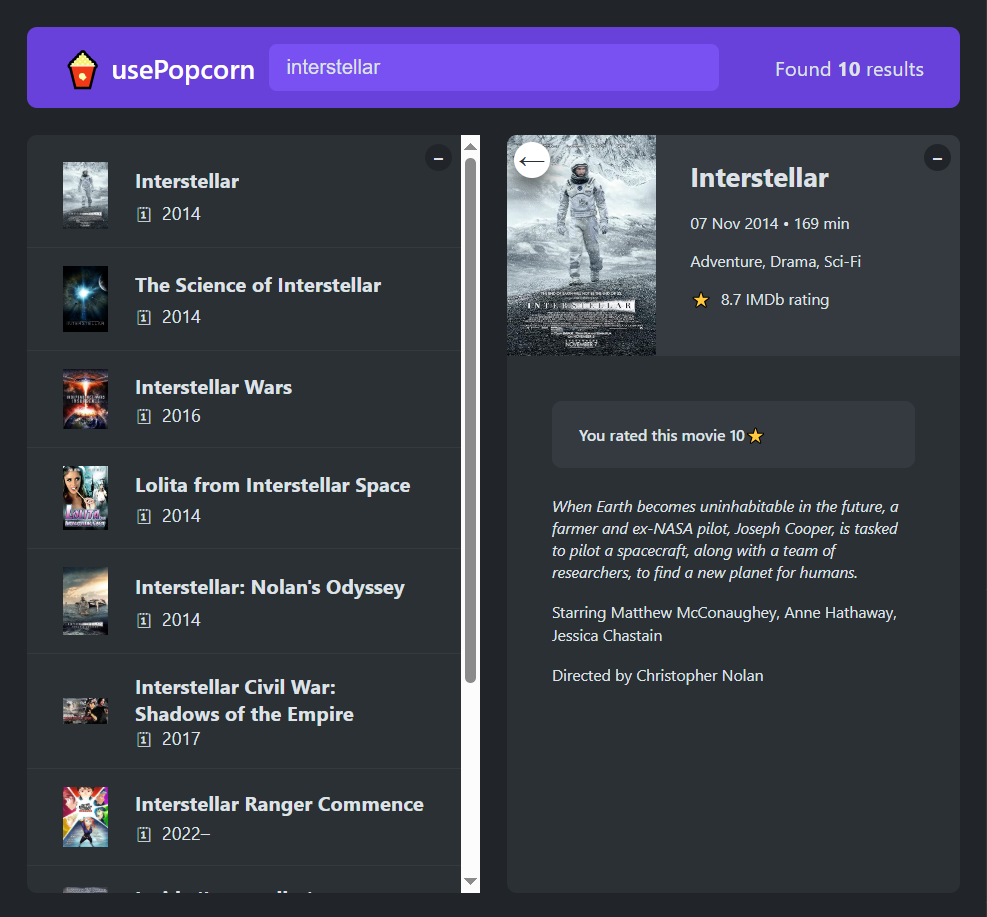 usePopcorn
interstellar
Found 10 results
Interstellar
2014
The Science of Interstellar
2014
Interstellar Wars
2016
Lolita from Interstellar Space
2014
Interstellar: Nolan's Odyssey
2014
Interstellar Civil War:
Shadows of the Empire
2017
Interstellar Ranger Commence
2022–
INTERSTELLAR
NOVEMBER 7
Interstellar
07 Nov 2014 • 169 min
Adventure, Drama, Sci-Fi
8.7 IMDb rating
You rated this movie 10
When Earth becomes uninhabitable in the future, a
farmer and ex-NASA pilot, Joseph Cooper, is tasked
to pilot a spacecraft, along with a team of
researchers, to find a new planet for humans.
Starring Matthew McConaughey, Anne Hathaway,
Jessica Chastain
Directed by Christopher Nolan